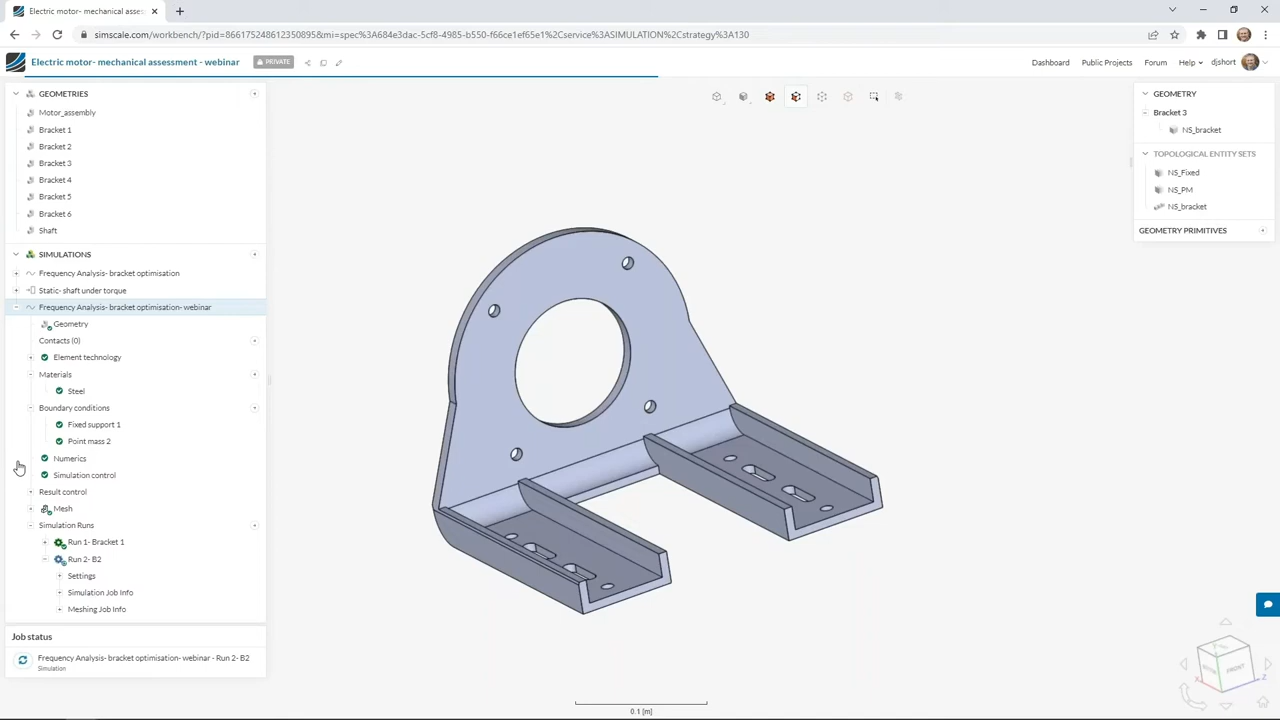 Electric motor- mechanical asses
simscale.com/workbench/?pid=866175248612350895&mi=spec%3A684e3dac-5cf8-4985-b550-f66ce1ef65ef%2Cservice%3ASIMULATION%2Cstrategy%3A130
Electric motor- mechanical assessment - webinar
PRIVATE
Dashboard
Public Projects
Forum
Help
djshort
GEOMETRIES
Motor_assembly
Bracket 1
Bracket 2
Bracket 3
Bracket 4
Bracket 5
Bracket 6
Shaft
SIMULATIONS
Frequency Analysis- bracket optimisation
Static- shaft under torque
Frequency Analysis- bracket optimisation- webinar
Geometry
Contacts (0)
Element technology
Materials
Steel
Boundary conditions
Fixed support 1
Point mass 2
Numerics
Simulation control
Result control
Mesh
Simulation Runs
Run 1- Bracket 1
Run 2- B2
Settings
Simulation Job Info
Meshing Job Info
Job status
Frequency Analysis- bracket optimisation- webinar - Run 2- B2
Simulation
GEOMETRY
Bracket 3
NS_bracket
TOPOLOGICAL ENTITY SETS
NS_Fixed
NS_PM
NS_bracket
GEOMETRY PRIMITIVES
0.1 [m]
FRONT
X
Z